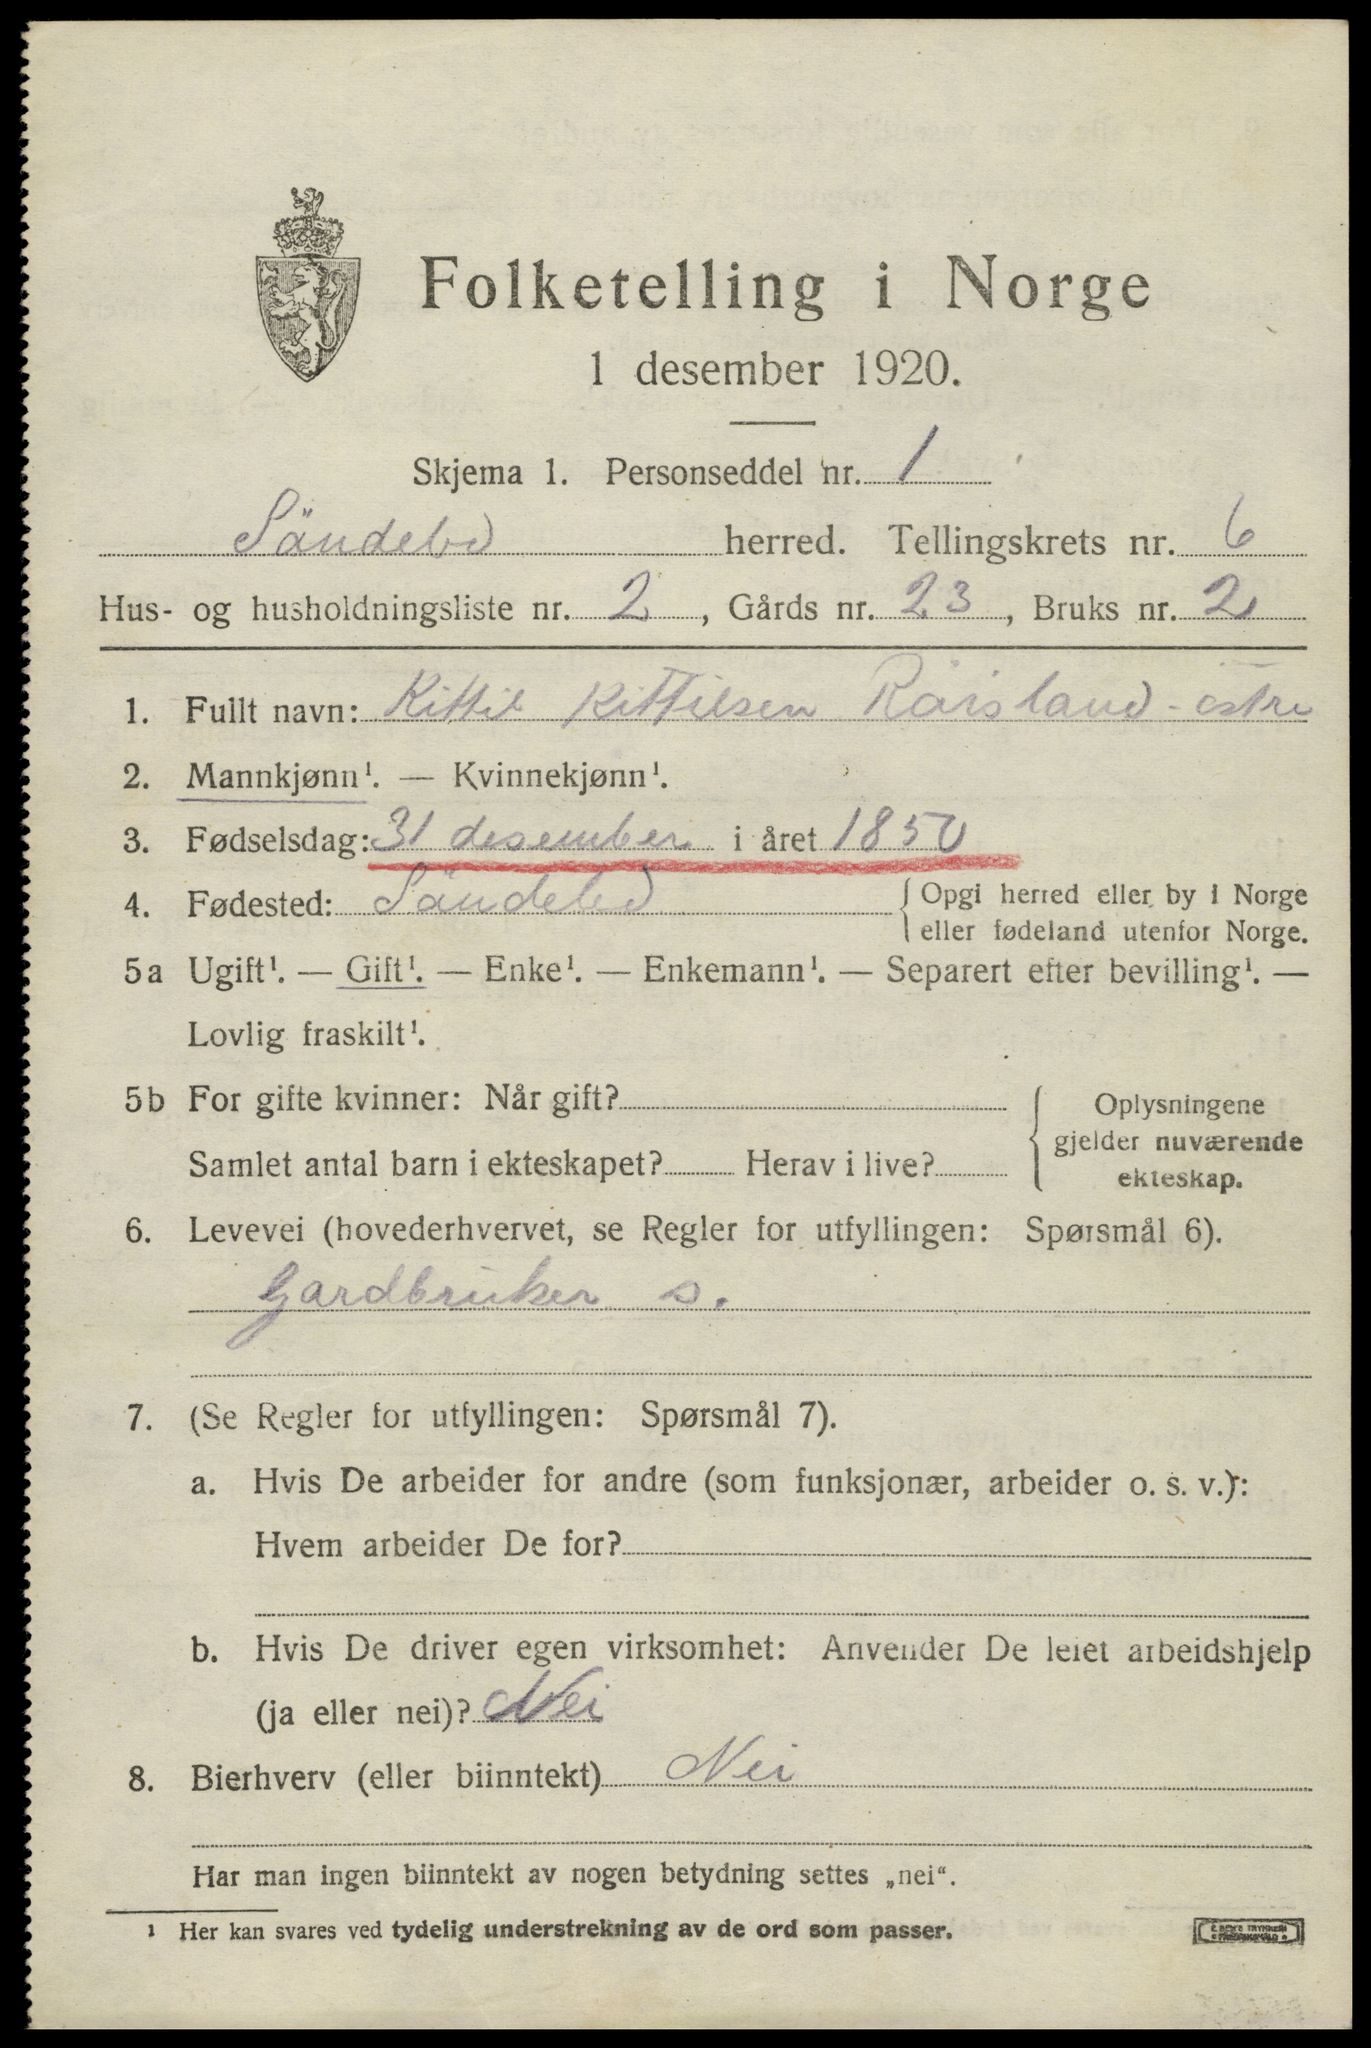 Folketelling i Norge
1 desember 1920.
Skjema 1. Personseddel nr. 1
Søndeled herred. Tellingskrets nr. 6
Hus- og husholdningsliste nr. 2, Gårds nr. 23, Bruks nr. 2
1. Fullt navn: Kittil Kittilsen Røisland - östre
2. Mannkjønn¹. — Kvinnekjønn¹.
3. Fødselsdag: 31 desember i året 1850
4. Fødested: Søndeled
{ Opgi herred eller by i Norge
eller fødeland utenfor Norge.
5a Ugift¹. — Gift¹. — Enke¹. — Enkemann¹. — Separert efter bevilling¹. —
Lovlig fraskilt¹.
5b For gifte kvinner: Når gift?
Samlet antal barn i ekteskapet? Herav i live?
Oplysningene
gjelder nuværende
ekteskap.
6. Levevei (hovederhvervet, se Regler for utfyllingen: Spørsmål 6).
Gardbruker s.
7. (Se Regler for utfyllingen: Spørsmål 7).
a. Hvis De arbeider for andre (som funksjonær, arbeider o. s. v.):
Hvem arbeider De for?
b. Hvis De driver egen virksomhet: Anvender De leiet arbeidshjelp
(ja eller nei)? Nei
8. Bierhverv (eller biinntekt) Nei
Har man ingen biinntekt av nogen betydning settes „nei“.
¹ Her kan svares ved tydelig understrekning av de ord som passer.